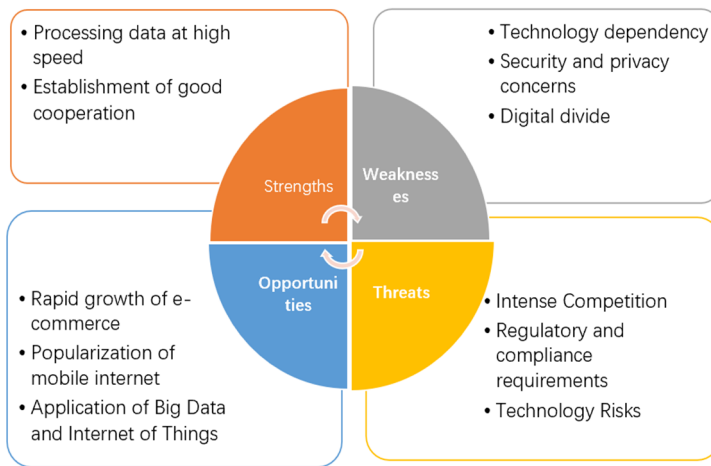 • Processing data at high
speed
• Establishment of good
cooperation
• Technology dependency
• Security and privacy
concerns
• Digital divide
Strengths
Weakness
es
Opportuni
ties
Threats
• Rapid growth of e-
commerce
• Popularization of
mobile internet
• Application of Big Data
and Internet of Things
• Intense Competition
• Regulatory and
compliance
requirements
• Technology Risks